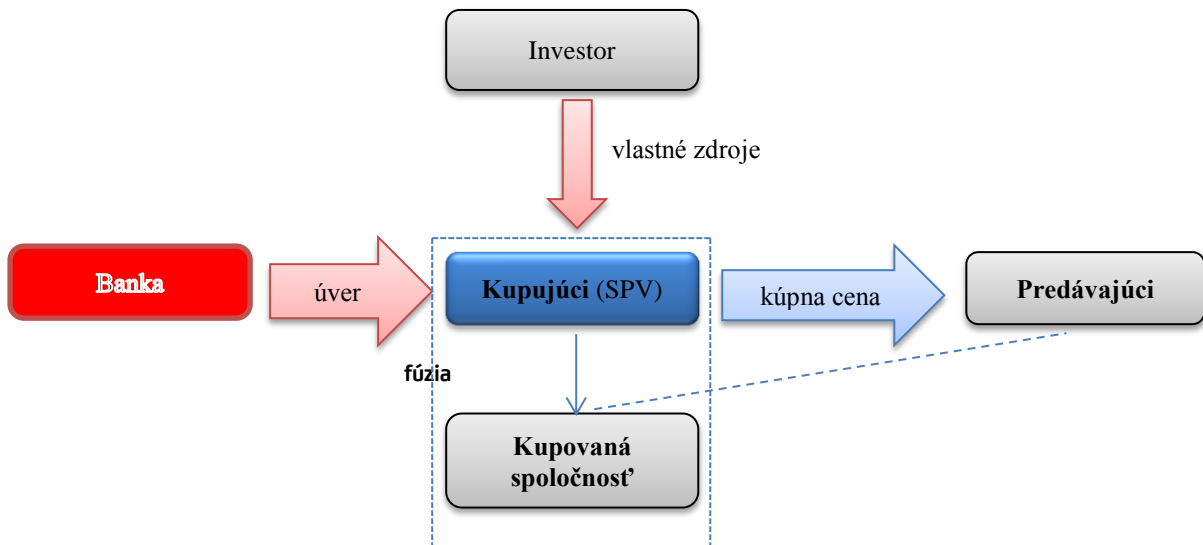 Investor
vlastné zdroje
Banka
úver
Kupujúci (SPV)
kúpna cena
Predávajúci
fúzia
Kupovaná
spoločnosť